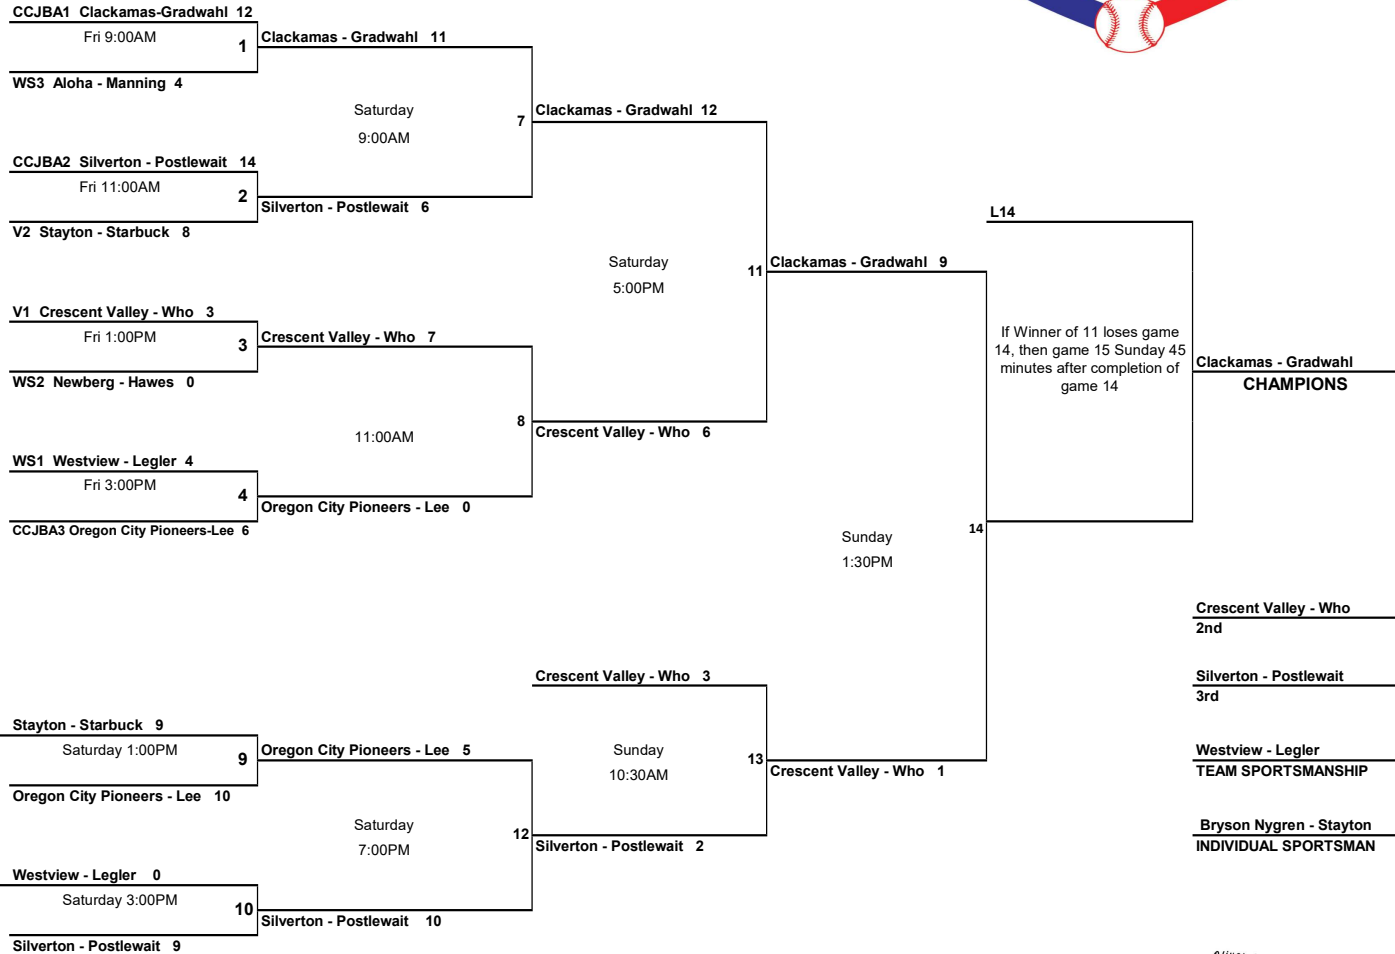 CCJBA1  Clackamas-Gradwahl  12
Fri 9:00AM
1
Clackamas - Gradwahl  11
WS3  Aloha - Manning  4
Saturday
9:00AM
7
Clackamas - Gradwahl  12
CCJBA2  Silverton - Postlewait  14
Fri 11:00AM
2
Silverton - Postlewait  6
V2  Stayton - Starbuck  8
Saturday
5:00PM
11
Clackamas - Gradwahl  9
V1  Crescent Valley - Who  3
Fri 1:00PM
3
Crescent Valley - Who  7
WS2  Newberg - Hawes  0
11:00AM
8
Crescent Valley - Who  6
WS1  Westview - Legler  4
Fri 3:00PM
4
Oregon City Pioneers - Lee  0
CCJBA3 Oregon City Pioneers-Lee  6
L14
If Winner of 11 loses game
14, then game 15 Sunday 45
minutes after completion of
game 14
Clackamas - Gradwahl
CHAMPIONS
Sunday
1:30PM
14
Crescent Valley - Who
2nd
Silverton - Postlewait
3rd
Westview - Legler
TEAM SPORTSMANSHIP
Bryson Nygren - Stayton
INDIVIDUAL SPORTSMAN
Crescent Valley - Who  3
Sunday
10:30AM
13
Crescent Valley - Who  1
Stayton - Starbuck  9
Saturday 1:00PM
9
Oregon City Pioneers - Lee  5
Oregon City Pioneers - Lee  10
Saturday
7:00PM
12
Silverton - Postlewait  2
Westview - Legler  0
Saturday 3:00PM
10
Silverton - Postlewait  10
Silverton - Postlewait  9